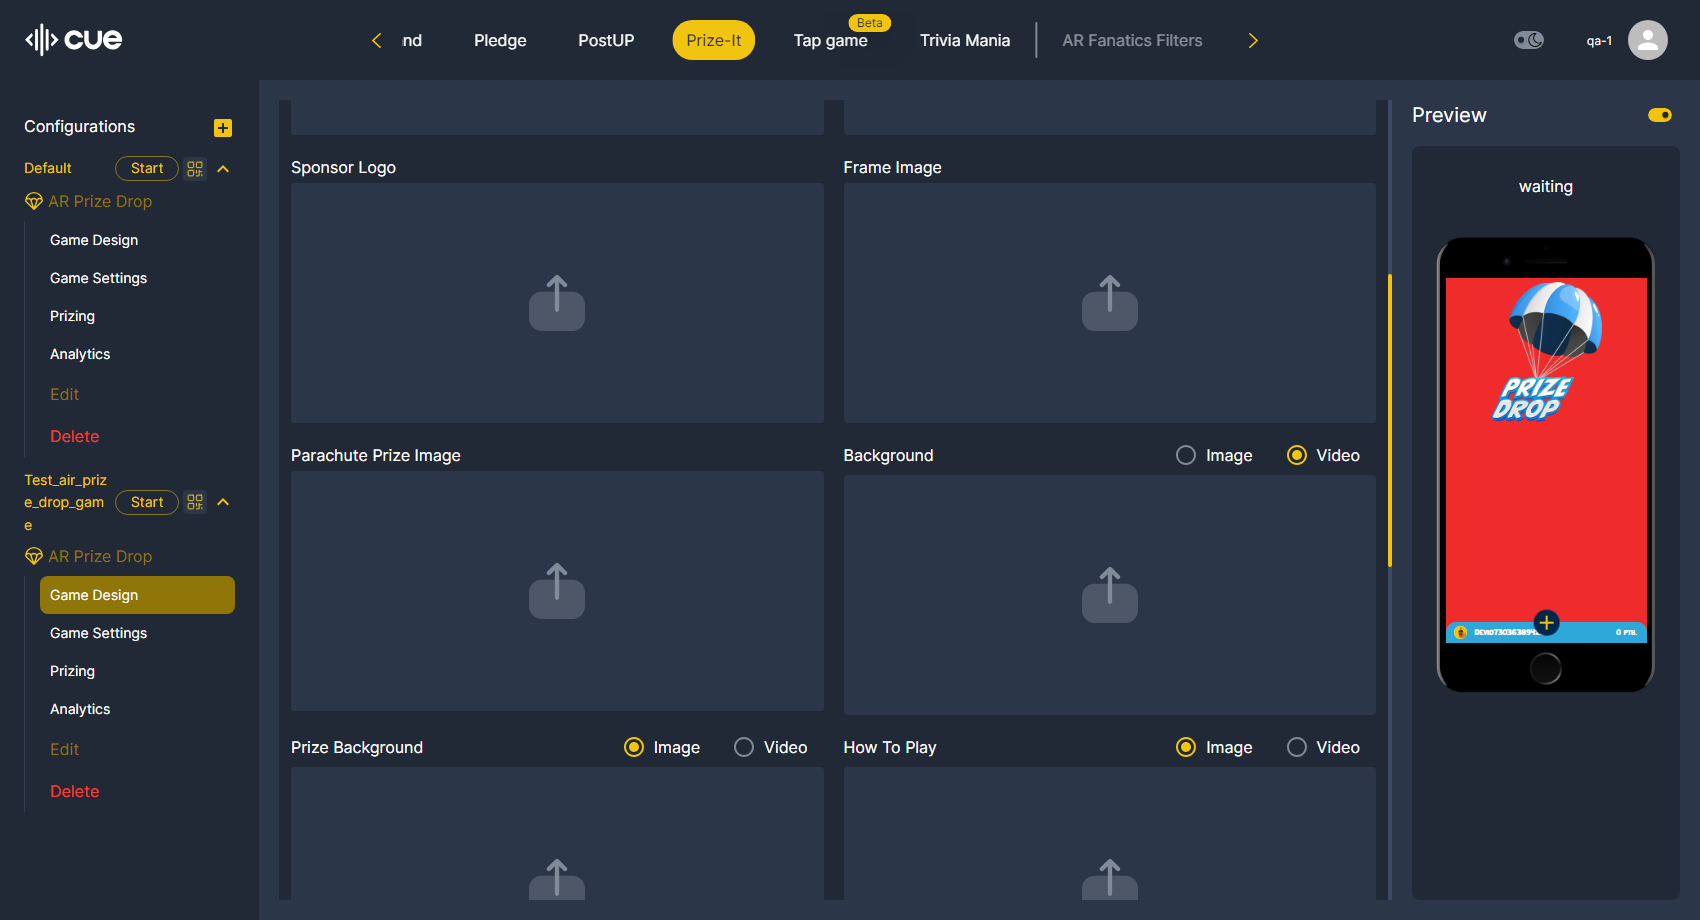 cue
nd
Pledge
PostUP
Prize-It
Beta
Tap game
Trivia Mania
AR Fanatics Filters
qa-1
Configurations
Default
Start
AR Prize Drop
Game Design
Game Settings
Prizing
Analytics
Edit
Delete
Test_air_priz
e_drop_gam
e
Start
AR Prize Drop
Game Design
Game Settings
Prizing
Analytics
Edit
Delete
Sponsor Logo
Frame Image
Parachute Prize Image
Background
Image
Video
Prize Background
Image
Video
How To Play
Image
Video
Preview
waiting
PRIZE
DROP
0 PTS.